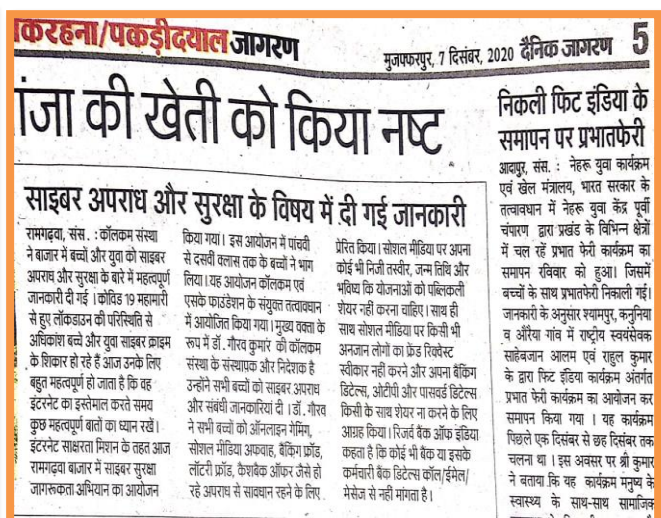 करहना/पकड़ीदयाल जागरण
मुजफ्फरपुर, 7 दिसंबर, 2020 दैनिक जागरण 5
ांजा की खेती को किया नष्ट
साइबर अपराध और सुरक्षा के विषय में दी गई जानकारी
रामगढ़वा, संस. : कॉलकम संस्था
ने बाजार में बच्चों और युवा को साइबर
अपराध और सुरक्षा के बारे में महत्वपूर्ण
जानकारी दी गई । कोविड 19 महामारी
से हुए लॉकडाउन की परिस्थिति से
अधिकांश बच्चे और युवा साइबर क्राइम
के शिकार हो रहे हैं आज उनके लिए
बहुत महत्वपूर्ण हो जाता है कि वह
इंटरनेट का इस्तेमाल करते समय
कुछ महत्वपूर्ण बातों का ध्यान रखें।
इंटरनेट साक्षरता मिशन के तहत आज
रामगढ़वा बाजार में साइबर सुरक्षा
जागरूकता अभियान का आयोजन
किया गया। इस आयोजन में पांचवी
से दसवीं क्लास तक के बच्चों ने भाग
लिया। यह आयोजन कॉलकम एवं
एसके फाउंडेशन के संयुक्त तत्वाधान
में आयोजित किया गया। मुख्य वक्ता के
रूप में डॉ. गौरव कुमार की कॉलकम
संस्था के संस्थापक और निदेशक है
उन्होंने सभी बच्चों को साइबर अपराध
और संबंधी जानकारियां दी । डॉ. गौरव
ने सभी बच्चों को ऑनलाइन गेमिंग,
सोशल मीडिया अफवाह, बैंकिंग फ्रॉड,
लॉटरी फ्रॉड, कैशबैक ऑफर जैसे हो
रहे अपराध से सावधान रहने के लिए
प्रेरित किया। सोशल मीडिया पर अपना
कोई भी निजी तस्वीर, जन्म तिथि और
भविष्य कि योजनाओं को पब्लिकली
शेयर नहीं करना चाहिए। साथ ही
साथ सोशल मीडिया पर किसी भी
अनजान लोगों का फ्रेंड रिक्वेस्ट
स्वीकार नहीं करने और अपना बैंकिंग
डिटेल्स, ओटीपी और पासवर्ड डिटेल्स
किसी के साथ शेयर ना करने के लिए
आग्रह किया। रिजर्व बैंक ऑफ इंडिया
कहता है कि कोई भी बैंक या इसके
कर्मचारी बैंक डिटेल्स कॉल/ईमेल/
मेसेज से नही मांगता है।
निकली फिट इंडिया के
समापन पर प्रभातफेरी
आदापुर, संस. : नेहरू युवा कार्यक्रम
एवं खेल मंत्रालय, भारत सरकार के
तत्वावधान में नेहरू युवा केंद्र पूर्वी
चंपारण द्वारा प्रखंड के विभिन्न क्षेत्रों
में चल रहें प्रभात फेरी कार्यक्रम का
समापन रविवार को हुआ। जिसमें
बच्चों के साथ प्रभातफेरी निकाली गई।
जानकारी के अनुसार श्यामपुर, कनुनिया
व औरैया गांव में राष्ट्रीय स्वयंसेवक
साहेबजान आलम एवं राहुल कुमार
के द्वारा फिट इंडिया कार्यक्रम अंतर्गत
प्रभात फेरी कार्यक्रम का आयोजन कर
समापन किया गया । यह कार्यक्रम
पिछले एक दिसंबर से छह दिसंबर तक
चलना था । इस अवसर पर श्री कुमार
ने बताया कि यह कार्यक्रम मनुष्य के
स्वास्थ्य के साथ-साथ सामाजिक